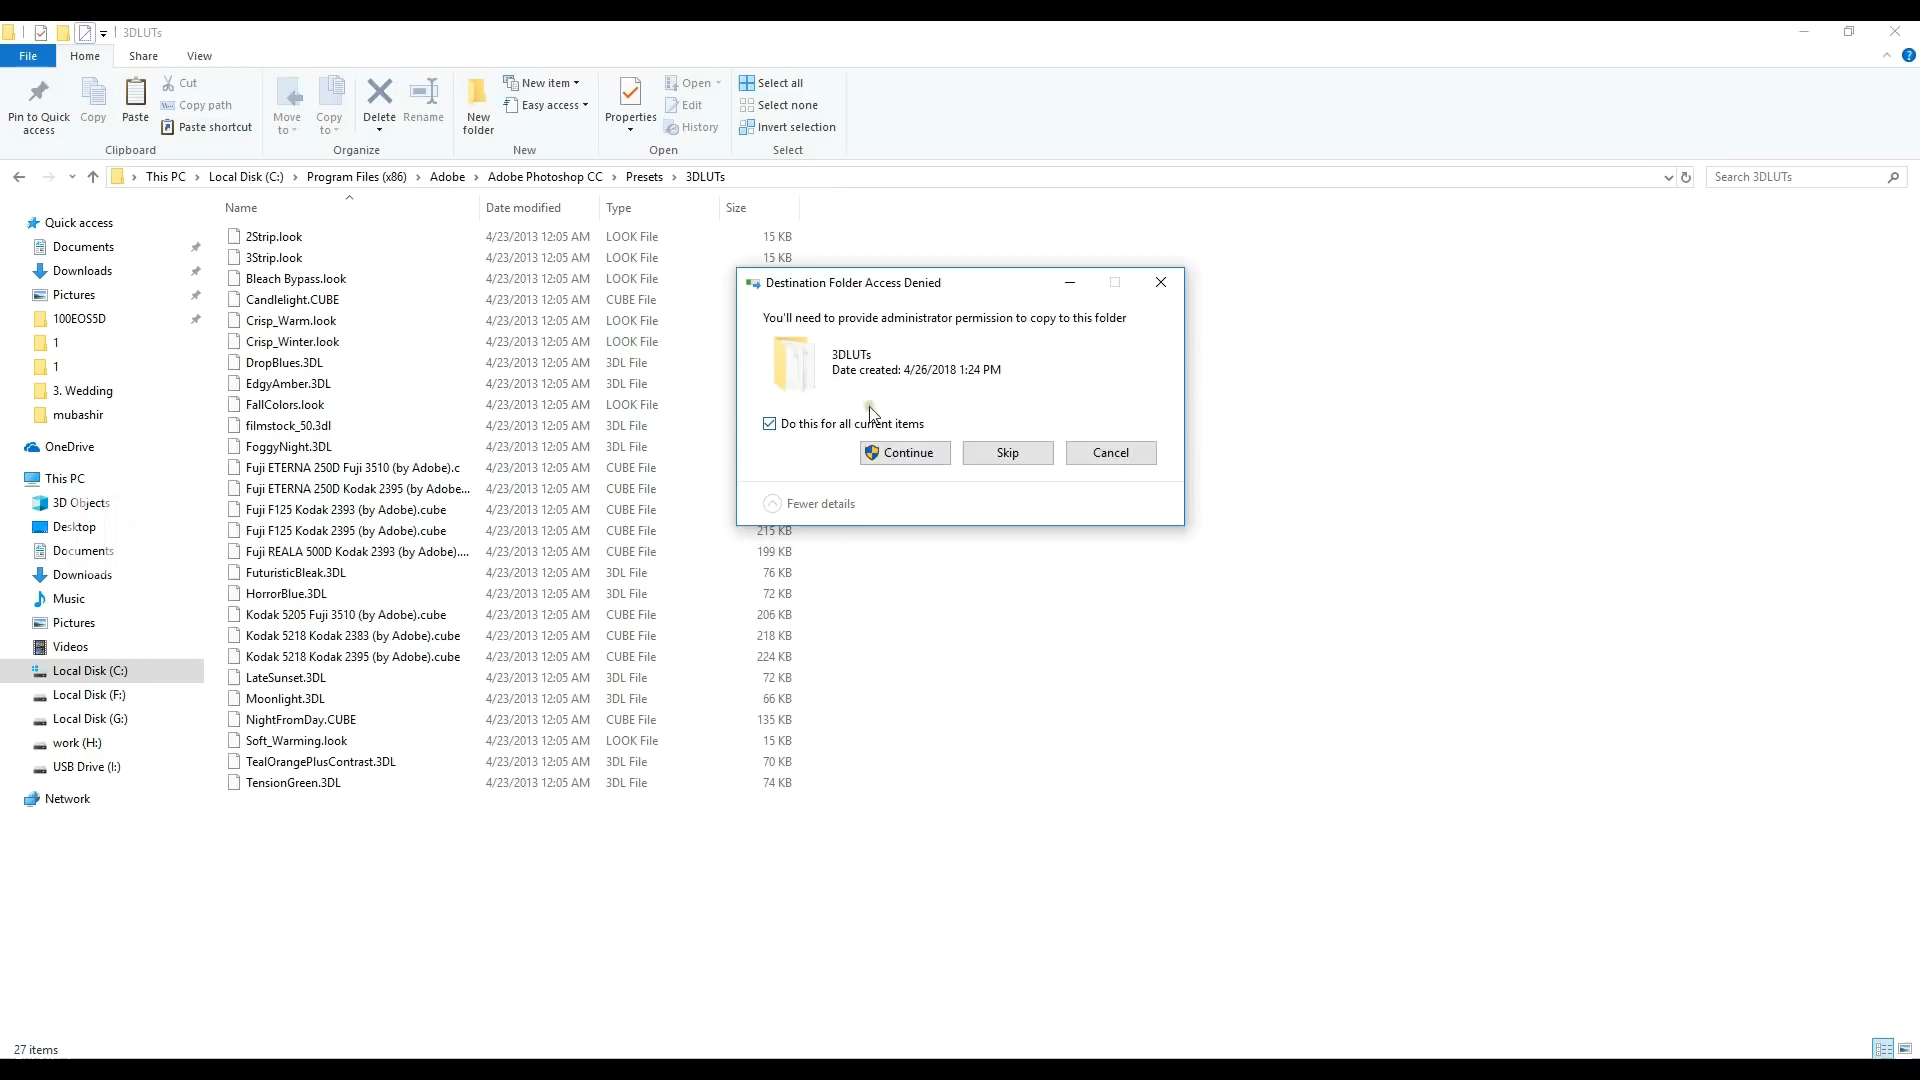 3DLUTs
File Home Share View
Pin to Quick access
Copy
Paste
Cut
Copy path
Paste shortcut
Clipboard
Move to
Copy to
Delete
Rename
Organize
New folder
New item
Easy access
New
Properties
Open
Edit
History
Open
Select all
Select none
Invert selection
Select
This PC Local Disk (C:) Program Files (x86) Adobe Adobe Photoshop CC Presets 3DLUTs
Search 3DLUTs
Quick access
Documents
Downloads
Pictures
100EOS5D
1
1
3. Wedding
mubashir
OneDrive
This PC
3D Objects
Desktop
Documents
Downloads
Music
Pictures
Videos
Local Disk (C:)
Local Disk (F:)
Local Disk (G:)
work (H:)
USB Drive (I:)
Network
Name Date modified Type Size
2Strip.look 4/23/2013 12:05 AM LOOK File 15 KB
3Strip.look 4/23/2013 12:05 AM LOOK File 15 KB
Bleach Bypass.look 4/23/2013 12:05 AM LOOK File
Candlelight.CUBE 4/23/2013 12:05 AM CUBE File
Crisp_Warm.look 4/23/2013 12:05 AM LOOK File
Crisp_Winter.look 4/23/2013 12:05 AM LOOK File
DropBlues.3DL 4/23/2013 12:05 AM 3DL File
EdgyAmber.3DL 4/23/2013 12:05 AM 3DL File
FallColors.look 4/23/2013 12:05 AM LOOK File
filmstock_50.3dl 4/23/2013 12:05 AM 3DL File
FoggyNight.3DL 4/23/2013 12:05 AM 3DL File
Fuji ETERNA 250D Fuji 3510 (by Adobe).c 4/23/2013 12:05 AM CUBE File
Fuji ETERNA 250D Kodak 2395 (by Adobe... 4/23/2013 12:05 AM CUBE File
Fuji F125 Kodak 2393 (by Adobe).cube 4/23/2013 12:05 AM CUBE File
Fuji F125 Kodak 2395 (by Adobe).cube 4/23/2013 12:05 AM CUBE File 215 KB
Fuji REALA 500D Kodak 2393 (by Adobe).... 4/23/2013 12:05 AM CUBE File 199 KB
FuturisticBleak.3DL 4/23/2013 12:05 AM 3DL File 76 KB
HorrorBlue.3DL 4/23/2013 12:05 AM 3DL File 72 KB
Kodak 5205 Fuji 3510 (by Adobe).cube 4/23/2013 12:05 AM CUBE File 206 KB
Kodak 5218 Kodak 2383 (by Adobe).cube 4/23/2013 12:05 AM CUBE File 218 KB
Kodak 5218 Kodak 2395 (by Adobe).cube 4/23/2013 12:05 AM CUBE File 224 KB
LateSunset.3DL 4/23/2013 12:05 AM 3DL File 72 KB
Moonlight.3DL 4/23/2013 12:05 AM 3DL File 66 KB
NightFromDay.CUBE 4/23/2013 12:05 AM CUBE File 135 KB
Soft_Warming.look 4/23/2013 12:05 AM LOOK File 15 KB
TealOrangePlusContrast.3DL 4/23/2013 12:05 AM 3DL File 70 KB
TensionGreen.3DL 4/23/2013 12:05 AM 3DL File 74 KB
Destination Folder Access Denied
You'll need to provide administrator permission to copy to this folder
3DLUTs
Date created: 4/26/2018 1:24 PM
Do this for all current items
Continue Skip Cancel
Fewer details
27 items